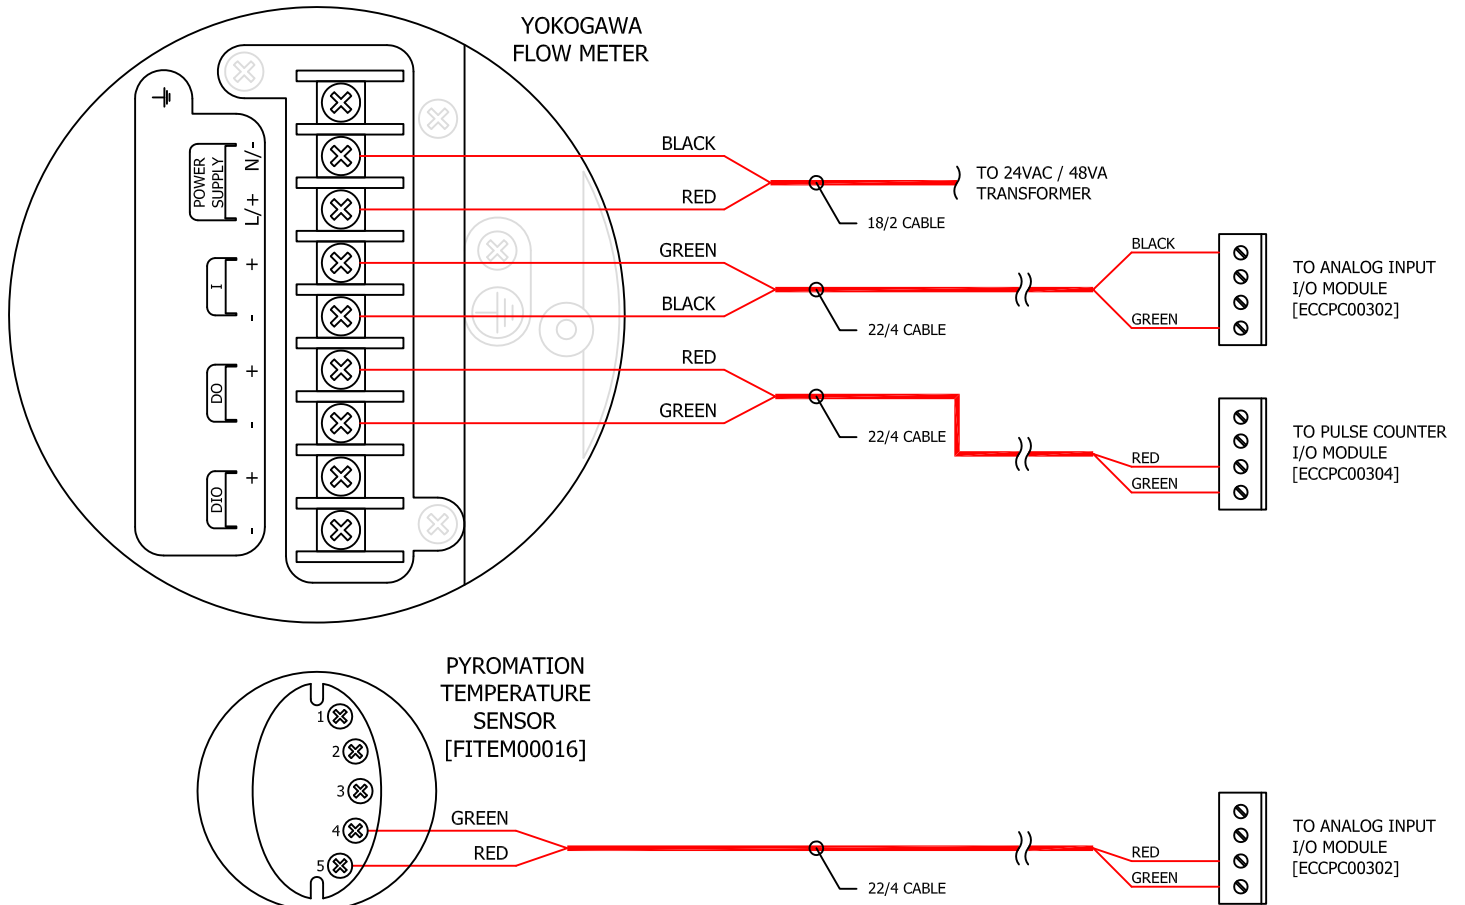 YOKOGAWA
FLOW METER
POWER
SUPPLY
N/-
L/+
I
+
-
DO
+
-
DIO
+
-
BLACK
RED
GREEN
BLACK
RED
GREEN
18/2 CABLE
TO 24VAC / 48VA
TRANSFORMER
22/4 CABLE
BLACK
GREEN
TO ANALOG INPUT
I/O MODULE
[ECCPC00302]
22/4 CABLE
RED
GREEN
TO PULSE COUNTER
I/O MODULE
[ECCPC00304]
PYROMATION
TEMPERATURE
SENSOR
[FITEM00016]
1
2
3
4
5
GREEN
RED
22/4 CABLE
RED
GREEN
TO ANALOG INPUT
I/O MODULE
[ECCPC00302]